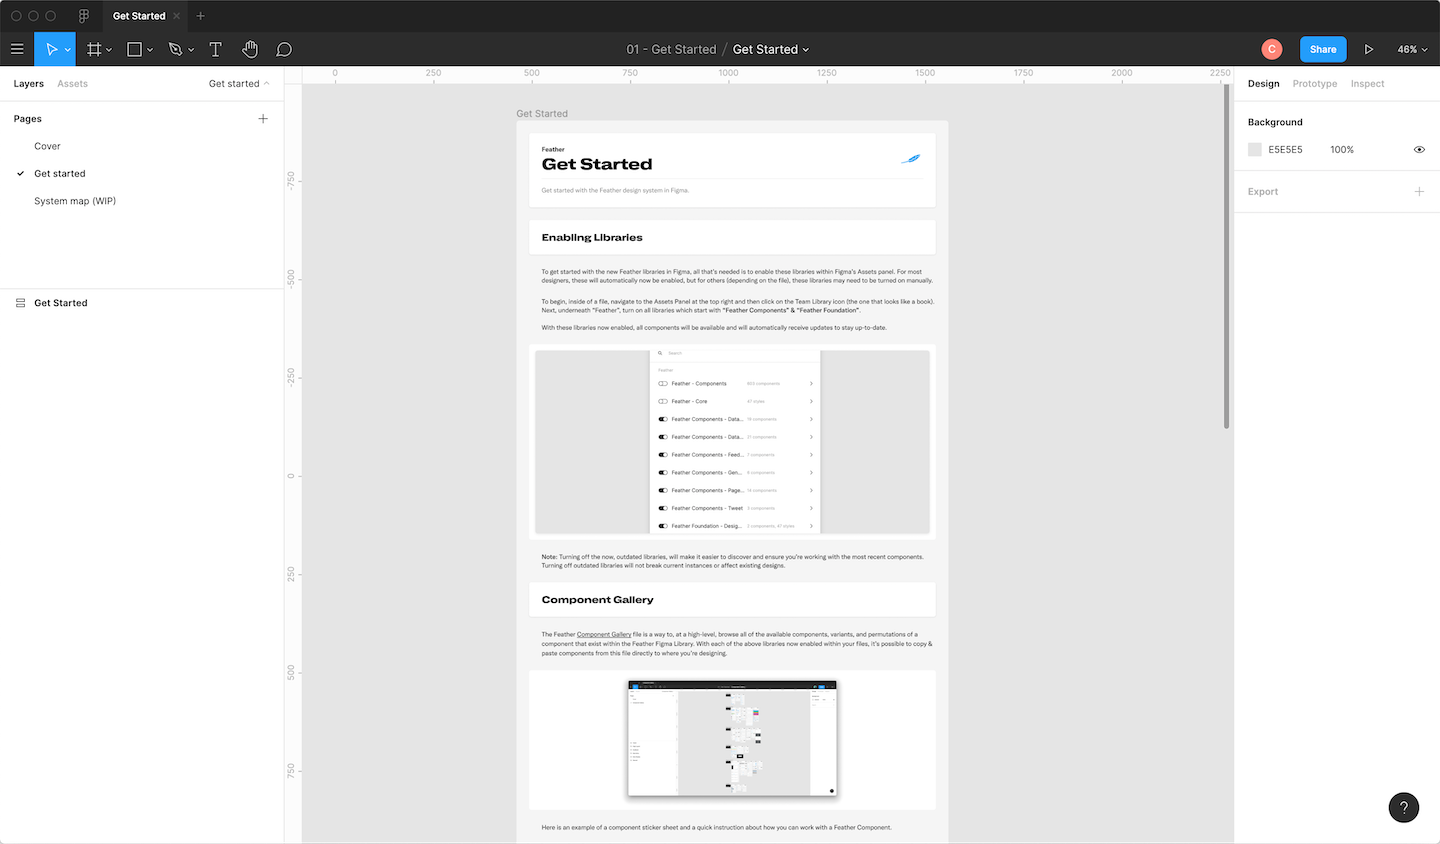 Get Started
01 - Get Started / Get Started
C
Share
46%
Layers
Assets
Get started
Pages
Cover
Get started
System map (WIP)
Get Started
0
250
500
750
1000
1250
1500
1750
2000
2250
-750
-500
-250
0
250
500
750
Get Started
Feather
Get Started
Get started with the Feather design system in Figma.
Enabling Libraries
To get started with the new Feather libraries in Figma, all that's needed is to enable these libraries within Figma's Assets panel. For most
designers, these will automatically now be enabled, but for others (depending on the file), these libraries may need to be turned on manually.
To begin, inside of a file, navigate to the Assets Panel at the top right and then click on the Team Library icon (the one that looks like a book).
Next, underneath “Feather”, turn on all libraries which start with “Feather Components” & “Feather Foundation”.
With these libraries now enabled, all components will be available and will automatically receive updates to stay up-to-date.
Search
Feather
Feather - Components
Feather - Core 47 styles
Feather Components - Data...
Feather Components - Data... 21 components
Feather Components - Feed... 7 components
Feather Components - Gen...
Feather Components - Page...
Feather Components - Tweet 3 components
Feather Foundation - Desig... 2 components, 47 styles
Note: Turning off the now, outdated libraries, will make it easier to discover and ensure you're working with the most recent components.
Turning off outdated libraries will not break current instances or affect existing designs.
Component Gallery
The Feather Component Gallery file is a way to, at a high-level, browse all of the available components, variants, and permutations of a
component that exist within the Feather Figma Library. With each of the above libraries now enabled within your files, it's possible to copy &
paste components from this file directly to where you're designing.
Here is an example of a component sticker sheet and a quick instruction about how you can work with a Feather Component.
Design
Prototype
Inspect
Background
E5E5E5
100%
Export
?